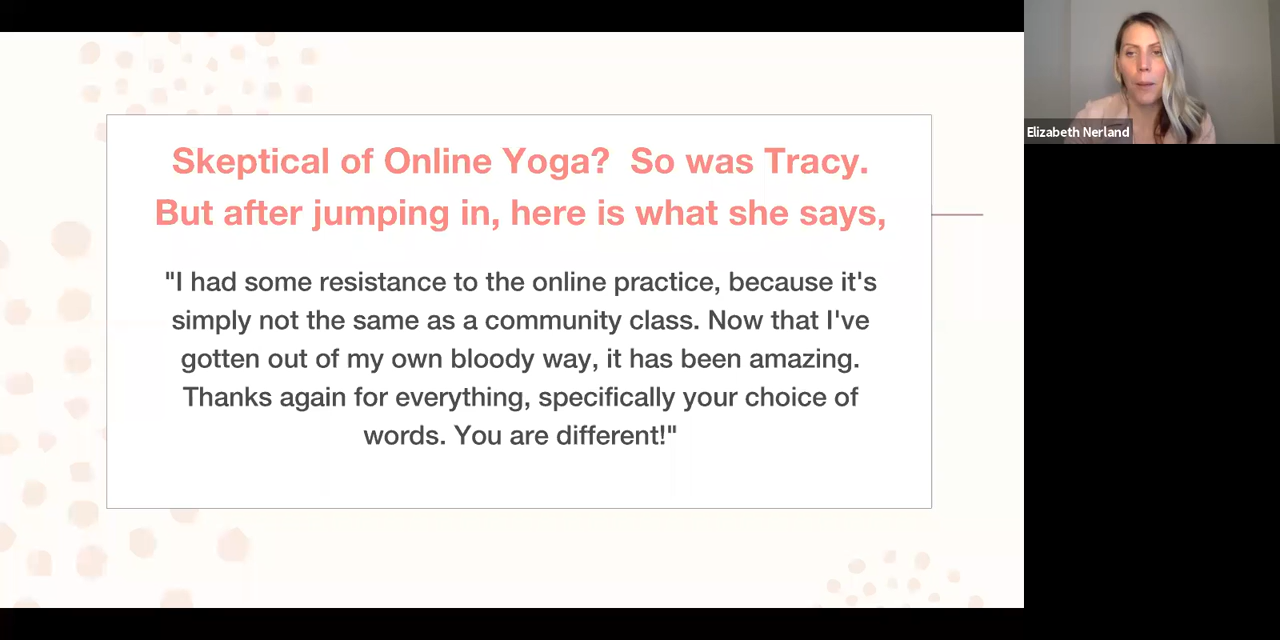 Skeptical of Online Yoga?  So was Tracy.
But after jumping in, here is what she says,
"I had some resistance to the online practice, because it's
simply not the same as a community class. Now that I've
gotten out of my own bloody way, it has been amazing.
Thanks again for everything, specifically your choice of
words. You are different!"
Elizabeth Nerland